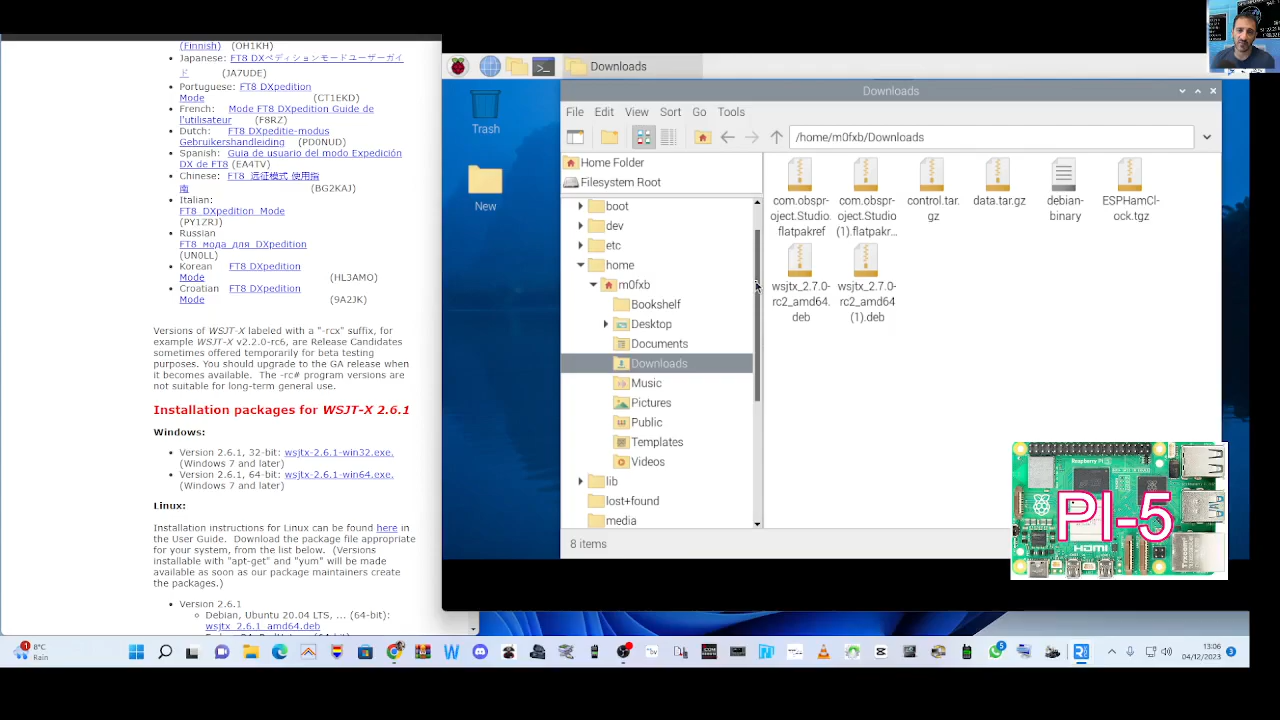 (Finnish) (OH1KH)
Japanese: FT8 DXペディションモードユーザーガイ
ド (JA7UDE)
Portuguese: FT8 DXpedition
Mode (CT1EKD)
French: Mode FT8 DXpedition Guide de
l'utilisateur (F8RZ)
Dutch: FT8 DXpeditie-modus
Gebruikershandleiding (PD0NUD)
Spanish: Guia de usuario del modo Expedición
DX de FT8 (EA4TV)
Chinese: FT8 远征模式 使用指
南 (BG2KAJ)
Italian:
FT8 DXpedition Mode
(PY1ZRJ)
Russian
FT8 мода для DXpedition
(UN0LL)
Korean FT8 DXpedition
Mode (HL3AMO)
Croatian FT8 DXpedition
Mode (9A2JK)
Versions of WSJT-X labeled with a "-rcx" suffix, for
example WSJT-X v2.2.0-rc6, are Release Candidates
sometimes offered temporarily for beta testing
purposes. You should upgrade to the GA release when
it becomes available. The -rc# program versions are
not suitable for long-term general use.
Installation packages for WSJT-X 2.6.1
Windows:
Version 2.6.1, 32-bit: wsjtx-2.6.1-win32.exe.
(Windows 7 and later)
Version 2.6.1, 64-bit: wsjtx-2.6.1-win64.exe.
(Windows 7 and later)
Linux:
Installation instructions for Linux can be found here in
the User Guide. Download the package file appropriate
for your system, from the list below. (Versions
installable with "apt-get" and "yum" will be made
available as soon as our package maintainers create
the packages.)
Version 2.6.1
Debian, Ubuntu 20.04 LTS, ... (64-bit):
wsjtx_2.6.1_amd64.deb
Downloads
Trash
New
Downloads
File Edit View Sort Go Tools
/home/m0fxb/Downloads
Home Folder
Filesystem Root
boot
dev
etc
home
m0fxb
Bookshelf
Desktop
Documents
Downloads
Music
Pictures
Public
Templates
Videos
lib
lost+found
media
com.obspr-
oject.Studio.
flatpakref
com.obspr-
oject.Studio
(1).flatpakr...
control.tar.
gz
data.tar.gz
debian-
binary
ESPHamCl-
ock.tgz
wsjtx_2.7.0-
rc2_amd64.
deb
wsjtx_2.7.0-
rc2_amd64
(1).deb
8 items
Raspberry Pi 5
PI-5
HDMI
8°C
Rain
13:06
04/12/2023